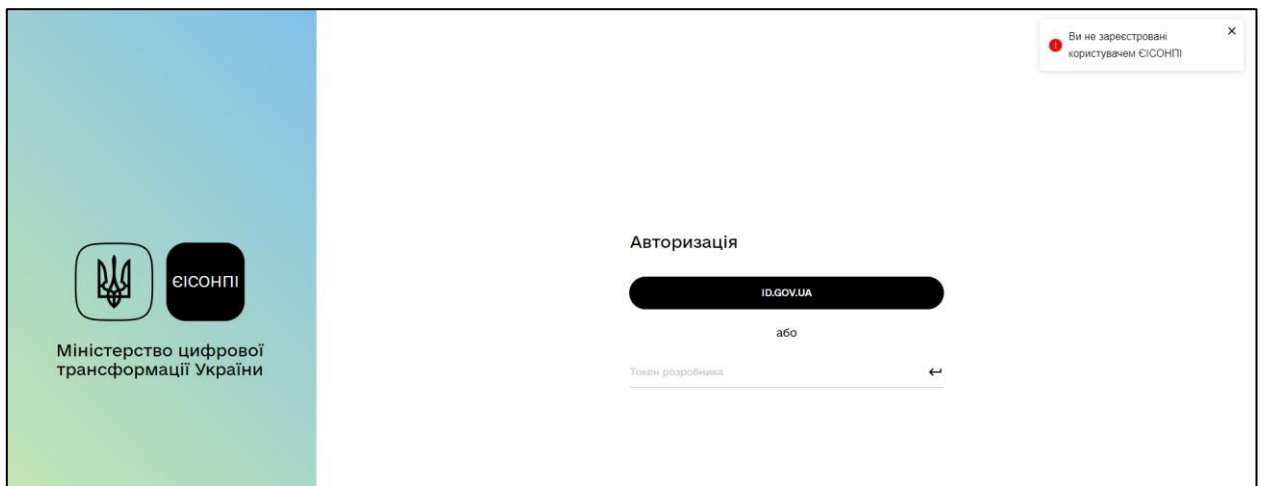 Ви не зареєстровані
користувачем ЄІСОНПІ
ЄІСОНПІ
Міністерство цифрової
трансформації України
Авторизація
ID.GOV.UA
або
Токен розробника